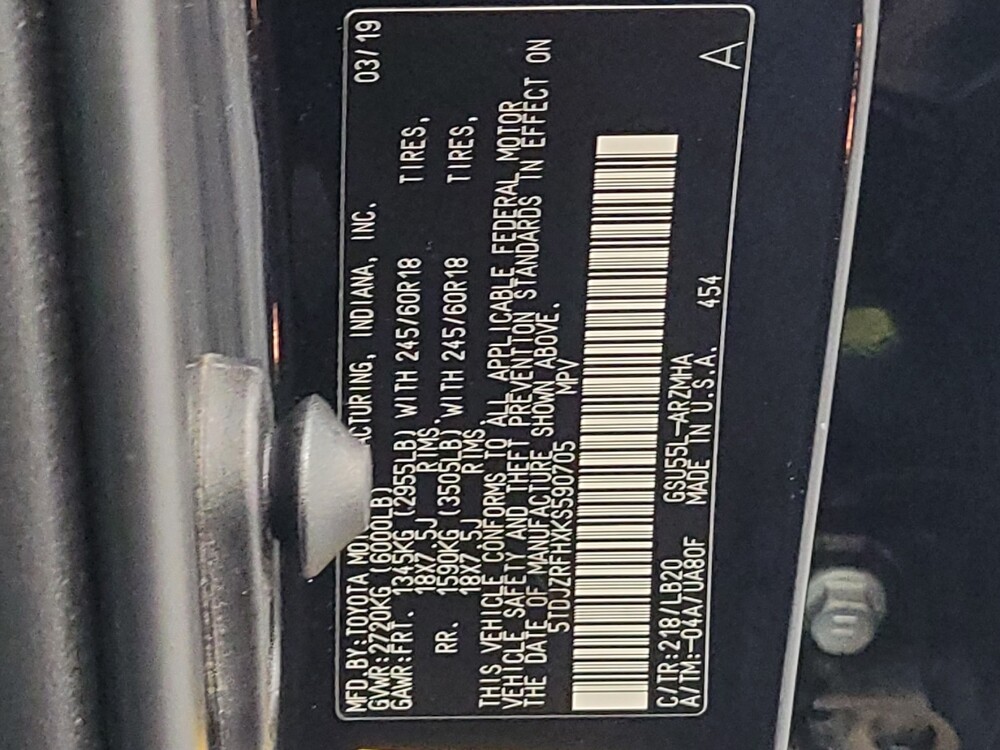 MFD.BY:TOYOTA MOTO CTURING, INDIANA, INC. 03/19
GVWR:2720KG (6000LB)
GAWR:FRT. 1345KG (2955LB) WITH 245/60R18 TIRES,
18X7.5J RIMS,
RR. 1590KG (3505LB) WITH 245/60R18 TIRES,
18X7.5J RIMS.
THIS VEHICLE CONFORMS TO ALL APPLICABLE FEDERAL MOTOR
VEHICLE SAFETY AND THEFT PREVENTION STANDARDS IN EFFECT ON
THE DATE OF MANUFACTURE SHOWN ABOVE.
5TDJZRFHXKS590705 MPV
C/TR:218/LB20 GSU55L-ARZMHA
A/TM:-04A/UA80F MADE IN U.S.A. 454
A